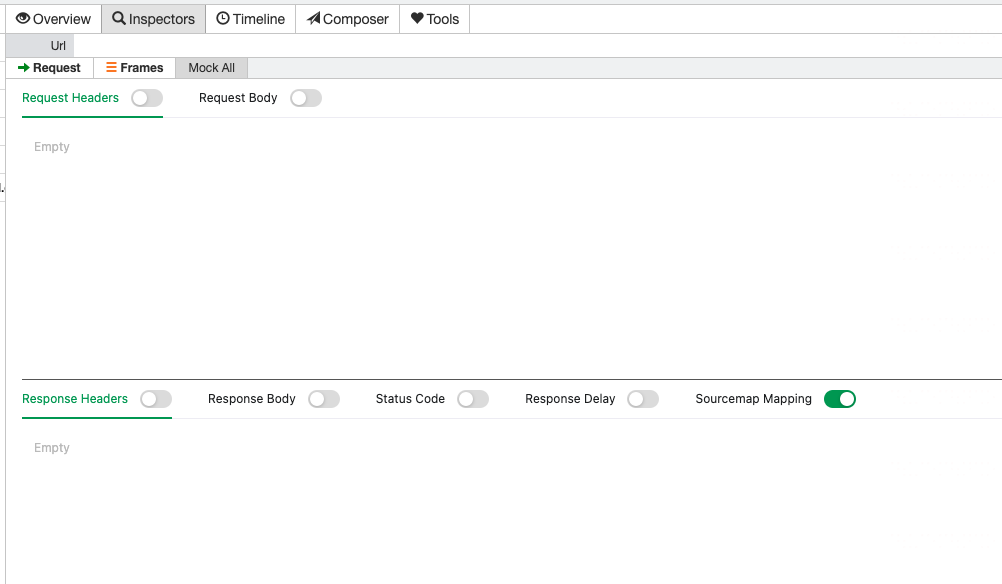 Overview Inspectors Timeline Composer Tools
Url
Request Frames Mock All
Request Headers Request Body
Empty
Response Headers Response Body Status Code Response Delay Sourcemap Mapping
Empty